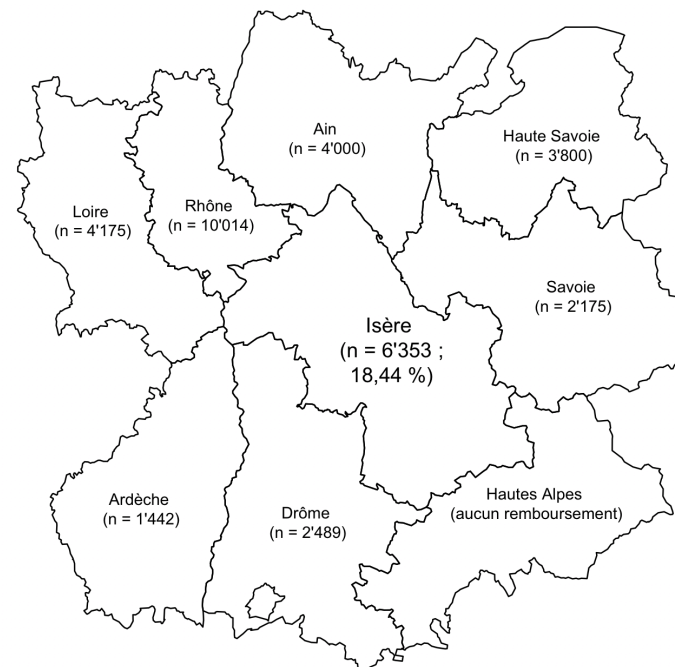 Ain
(n = 4'000)
Haute Savoie
(n = 3'800)
Loire
(n = 4'175)
Rhône
(n = 10'014)
Savoie
(n = 2'175)
Isère
(n = 6'353 ;
18,44 %)
Ardèche
(n = 1'442)
Drôme
(n = 2'489)
Hautes Alpes
(aucun remboursement)